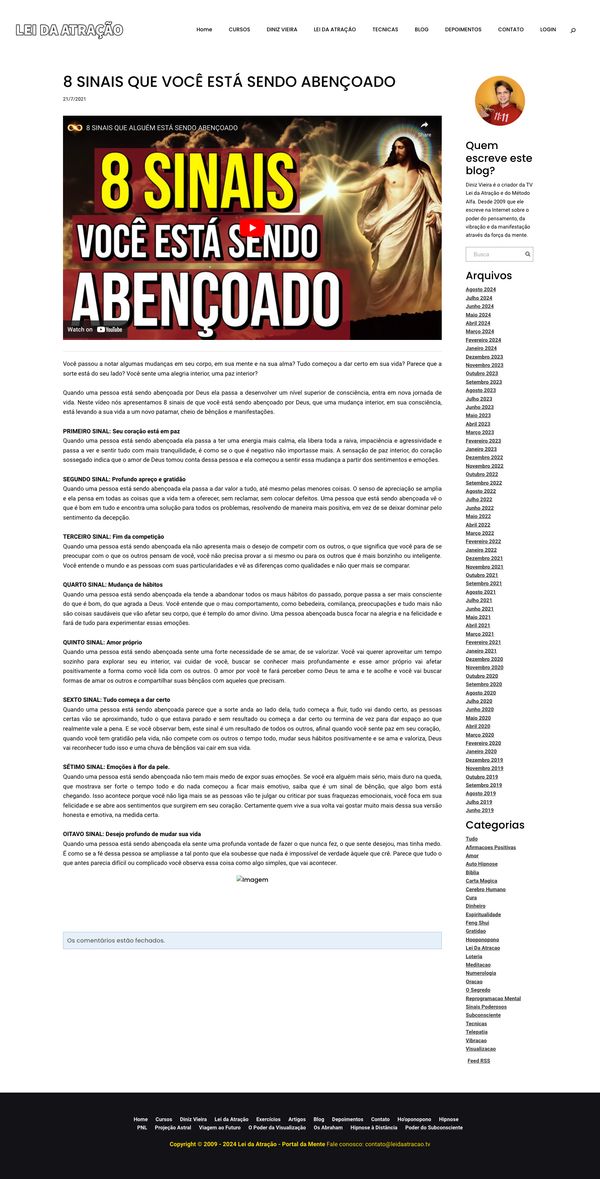 LEI DA ATRAÇÃO
Home CURSOS DINIZ VIEIRA LEI DA ATRAÇÃO TECNICAS BLOG DEPOIMENTOS CONTATO LOGIN
8 SINAIS QUE VOCÊ ESTÁ SENDO ABENÇOADO
21/7/2021
8 SINAIS QUE ALGUÉM ESTÁ SENDO ABENÇOADO
Share
8 SINAIS
VOCÊ ESTÁ SENDO
ABENÇOADO
Watch on YouTube
Você passou a notar algumas mudanças em seu corpo, em sua mente e na sua alma? Tudo começou a dar certo em sua vida? Parece que a
sorte está do seu lado? Você sente uma alegria interior, uma paz interior?
Quando uma pessoa está sendo abençoada por Deus ela passa a desenvolver um nível superior de consciência, entra em nova jornada de
vida. Neste vídeo nós apresentamos 8 sinais de que você está sendo abençoado por Deus, que uma mudança interior, em sua consciência,
está levando a sua vida a um novo patamar, cheio de bênçãos e manifestações.
PRIMEIRO SINAL: Seu coração está em paz
Quando uma pessoa está sendo abençoada ela passa a ter uma energia mais calma, ela libera toda a raiva, impaciência e agressividade e
passa a ver e sentir tudo com mais tranquilidade, é como se o que é negativo não importasse mais. A sensação de paz interior, do coração
sossegado indica que o amor de Deus tomou conta dessa pessoa e ela começou a sentir essa mudança a partir dos sentimentos e emoções.
SEGUNDO SINAL: Profundo apreço e gratidão
Quando uma pessoa está sendo abençoada ela passa a dar valor a tudo, até mesmo pelas menores coisas. O senso de apreciação se amplia
e ela pensa em todas as coisas que a vida tem a oferecer, sem reclamar, sem colocar defeitos. Uma pessoa que está sendo abençoada vê o
que é bom em tudo e encontra uma solução para todos os problemas, resolvendo de maneira mais positiva, em vez de se deixar dominar pelo
sentimento da decepção.
TERCEIRO SINAL: Fim da competição
Quando uma pessoa está sendo abençoada ela não apresenta mais o desejo de competir com os outros, o que significa que você para de se
preocupar com o que os outros pensam de você, você não precisa provar a si mesmo ou para os outros que é mais bonzinho ou inteligente.
Você entende o mundo e as pessoas com suas particularidades e vê as diferenças como qualidades e não quer mais se comparar.
QUARTO SINAL: Mudança de hábitos
Quando uma pessoa está sendo abençoada ela tende a abandonar todos os maus hábitos do passado, porque passa a ser mais consciente
do que é bom, do que agrada a Deus. Você entende que o mau comportamento, como bebedeira, comilança, preocupações e tudo mais não
são coisas saudáveis que vão afetar seu corpo, que é templo do amor divino. Uma pessoa abençoada busca focar na alegria e na felicidade e
fará de tudo para experimentar essas emoções.
QUINTO SINAL: Amor próprio
Quando uma pessoa está sendo abençoada sente uma forte necessidade de se amar, de se valorizar. Você vai querer aproveitar um tempo
sozinho para explorar seu eu interior, vai cuidar de você, buscar se conhecer mais profundamente e esse amor próprio vai afetar
positivamente a forma como você lida com os outros. O amor por você te fará perceber como Deus te ama e te acolhe e você vai buscar
formas de amar os outros e compartilhar suas bênçãos com aqueles que precisam.
SEXTO SINAL: Tudo começa a dar certo
Quando uma pessoa está sendo abençoada parece que a sorte anda ao lado dela, tudo começa a fluir, tudo vai dando certo, as pessoas
certas vão se aproximando, tudo o que estava parado e sem resultado ou começa a dar certo ou termina de vez para dar espaço ao que
realmente vale a pena. E se você observar bem, este sinal é um resultado de todos os outros, afinal quando você sente paz em seu coração,
quando você tem gratidão pela vida, não compete com os outros o tempo todo, mudar seus hábitos positivamente e se ama e valoriza, Deus
vai reconhecer tudo isso e uma chuva de bênçãos vai cair em sua vida.
SÉTIMO SINAL: Emoções à flor da pele.
Quando uma pessoa está sendo abençoada não tem mais medo de expor suas emoções. Se você era alguém mais sério, mais duro na queda,
que mostrava ser forte o tempo todo e do nada começou a ficar mais emotivo, saiba que é um sinal de bênção, que algo bom está
chegando. Isso acontece porque você não liga mais se as pessoas vão te julgar ou criticar por suas fraquezas emocionais, você foca em sua
felicidade e se abre aos sentimentos que surgirem em seu coração. Certamente quem vive a sua volta vai gostar muito mais dessa sua versão
honesta e emotiva, na medida certa.
OITAVO SINAL: Desejo profundo de mudar sua vida
Quando uma pessoa está sendo abençoada ela sente uma profunda vontade de fazer o que nunca fez, o que sente desejou, mas tinha medo.
É como se a fé dessa pessoa se ampliasse a tal ponto que ela soubesse que nada é impossível de verdade àquele que crê. Parece que tudo o
que antes parecia difícil ou complicado você observa essa coisa como algo simples, que vai acontecer.
Imagem
Os comentários estão fechados.
11:11
Quem
escreve este
blog?
Diniz Vieira é o criador da TV
Lei da Atração e do Método
Alfa. Desde 2009 que ele
escreve na Internet sobre o
poder do pensamento, da
vibração e da manifestação
através da força da mente.
Busca
Arquivos
Agosto 2024
Julho 2024
Junho 2024
Maio 2024
Abril 2024
Março 2024
Fevereiro 2024
Janeiro 2024
Dezembro 2023
Novembro 2023
Outubro 2023
Setembro 2023
Agosto 2023
Julho 2023
Junho 2023
Maio 2023
Abril 2023
Março 2023
Fevereiro 2023
Janeiro 2023
Dezembro 2022
Novembro 2022
Outubro 2022
Setembro 2022
Agosto 2022
Julho 2022
Junho 2022
Maio 2022
Abril 2022
Março 2022
Fevereiro 2022
Janeiro 2022
Dezembro 2021
Novembro 2021
Outubro 2021
Setembro 2021
Agosto 2021
Julho 2021
Junho 2021
Maio 2021
Abril 2021
Março 2021
Fevereiro 2021
Janeiro 2021
Dezembro 2020
Novembro 2020
Outubro 2020
Setembro 2020
Agosto 2020
Julho 2020
Junho 2020
Maio 2020
Abril 2020
Março 2020
Fevereiro 2020
Janeiro 2020
Dezembro 2019
Novembro 2019
Outubro 2019
Setembro 2019
Agosto 2019
Julho 2019
Junho 2019
Categorias
Tudo
Afirmacoes Positivas
Amor
Auto Hipnose
Biblia
Carta Magica
Cerebro Humano
Cura
Dinheiro
Espiritualidade
Feng Shui
Gratidao
Hooponopono
Lei Da Atracao
Loteria
Meditacao
Numerologia
Oracao
O Segredo
Reprogramacao Mental
Sinais Poderosos
Subconsciente
Tecnicas
Telepatia
Vibracao
Visualizacao
Feed RSS
Home Cursos Diniz Vieira Lei da Atração Exercícios Artigos Blog Depoimentos Contato Ho'oponopono Hipnose
PNL Projeção Astral Viagem ao Futuro O Poder da Visualização Os Abraham Hipnose à Distância Poder do Subconsciente
Copyright © 2009 - 2024 Lei da Atração - Portal da Mente Fale conosco: contato@leidaatracao.tv